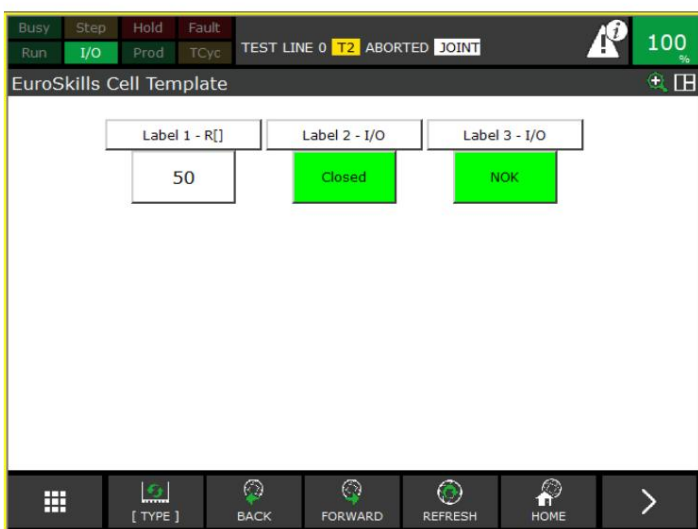 Busy Step Hold Fault
Run I/O Prod TCyc
TEST LINE 0 T2 ABORTED JOINT
i
100
%
EuroSkills Cell Template
Label 1 - R[] Label 2 - I/O Label 3 - I/O
50 Closed NOK
[ TYPE ] BACK FORWARD REFRESH HOME